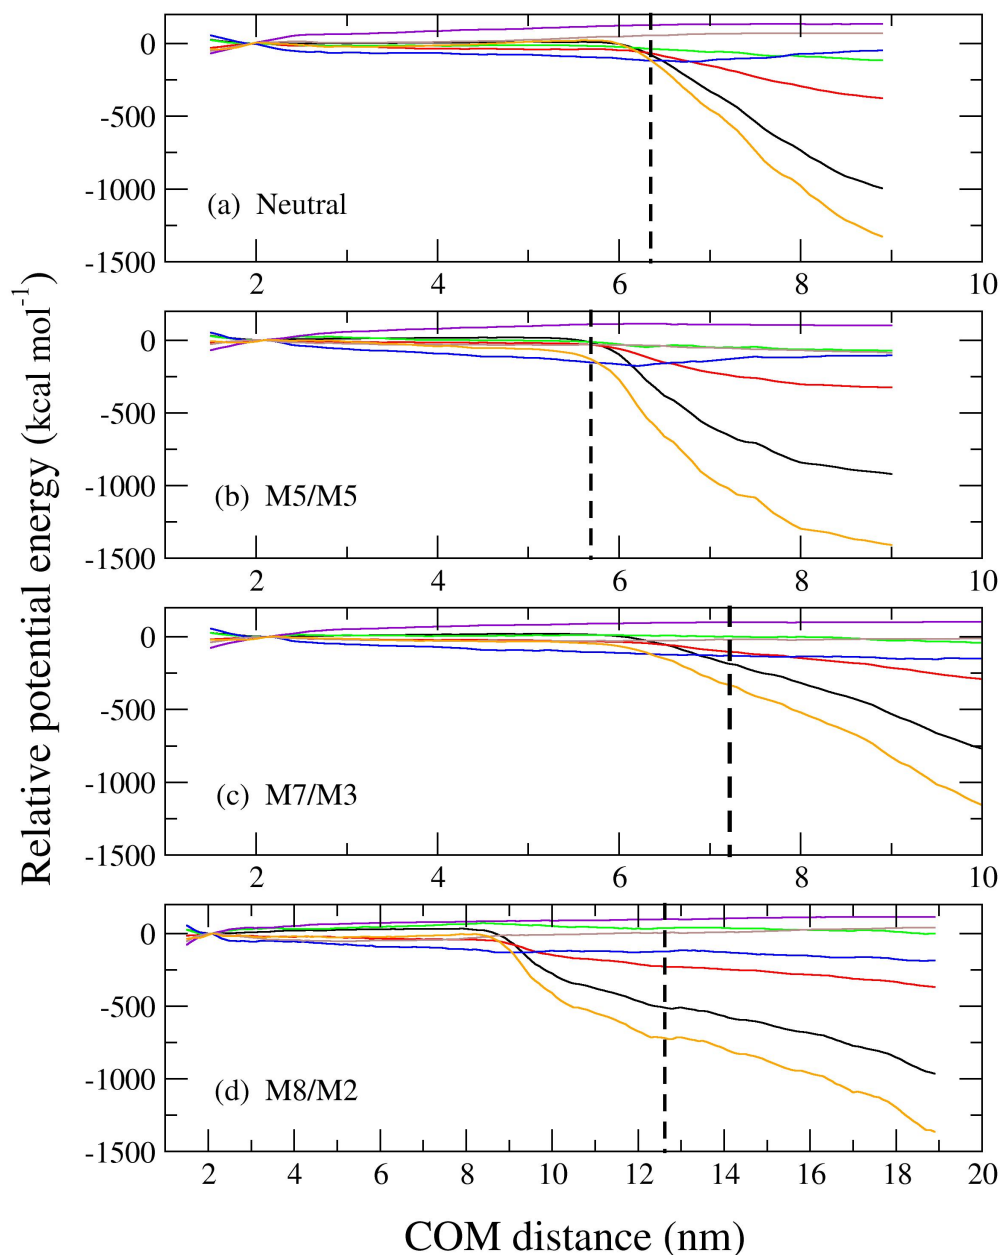 Relative potential energy (kcal mol⁻¹)
0
-500
-1000
-1500
(a) Neutral
2 4 6 8 10
0
-500
-1000
-1500
(b) M5/M5
2 4 6 8 10
0
-500
-1000
-1500
(c) M7/M3
2 4 6 8 10
0
-500
-1000
-1500
(d) M8/M2
2 4 6 8 10 12 14 16 18 20
COM distance (nm)